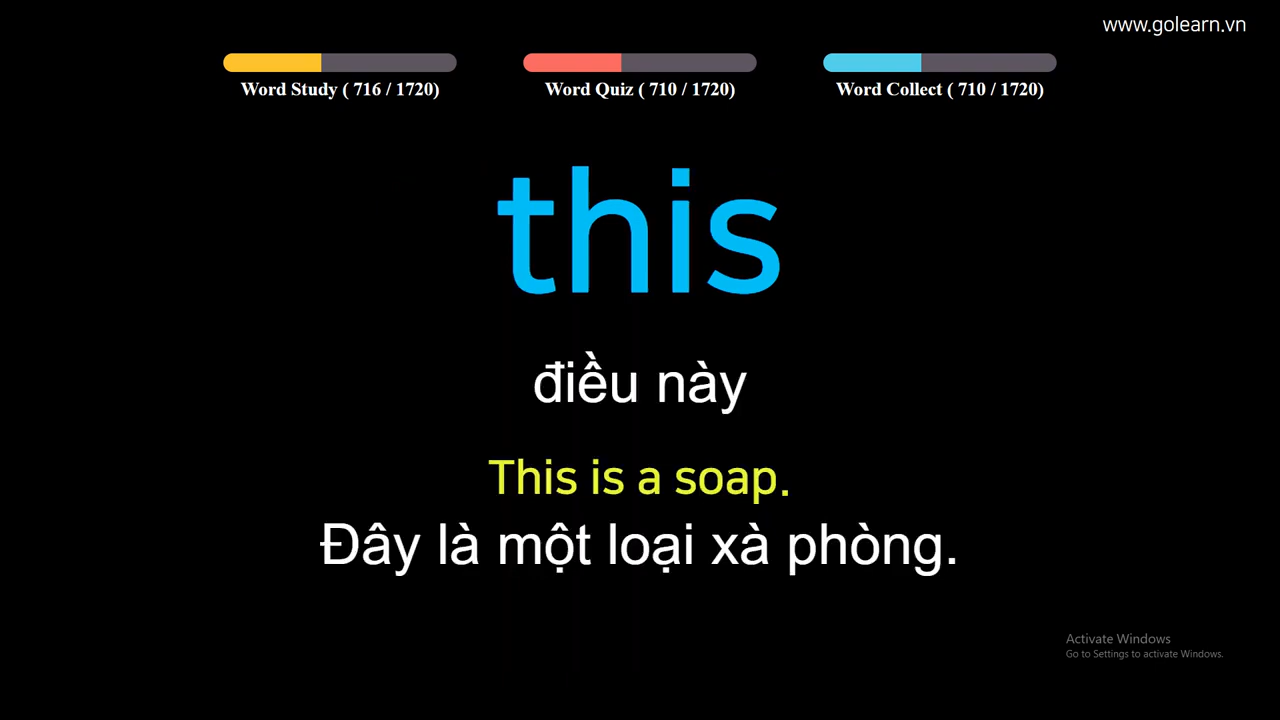 www.golearn.vn
Word Study ( 716 / 1720)
Word Quiz ( 710 / 1720)
Word Collect ( 710 / 1720)
this
điều này
This is a soap.
Đây là một loại xà phòng.
Activate Windows
Go to Settings to activate Windows.